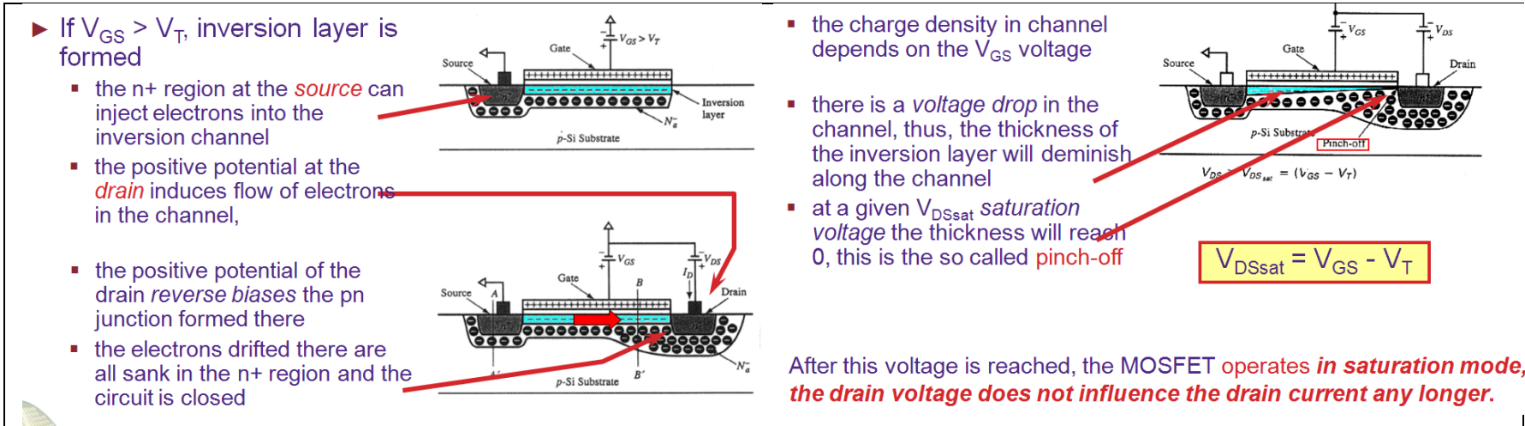 ► If VGS > VT, inversion layer is
formed
▪ the n+ region at the source can
inject electrons into the
inversion channel
▪ the positive potential at the
drain induces flow of electrons
in the channel,
▪ the positive potential of the
drain reverse biases the pn
junction formed there
▪ the electrons drifted there are
all sank in the n+ region and the
circuit is closed
VGS > VT
Gate
Source
Inversion
layer
Na-
p-Si Substrate
VGS
VDS
ID
Gate
Source
A
B
Drain
A'
B'
Na-
p-Si Substrate
▪ the charge density in channel
depends on the VGS voltage
▪ there is a voltage drop in the
channel, thus, the thickness of
the inversion layer will deminish
along the channel
▪ at a given VDSsat saturation
voltage the thickness will reach
0, this is the so called pinch-off
VGS
VDS
Gate
Source
Drain
p-Si Substrate
Pinch-off
VDS = VDSsat = (VGS − VT)
VDSsat = VGS - VT
After this voltage is reached, the MOSFET operates in saturation mode,
the drain voltage does not influence the drain current any longer.